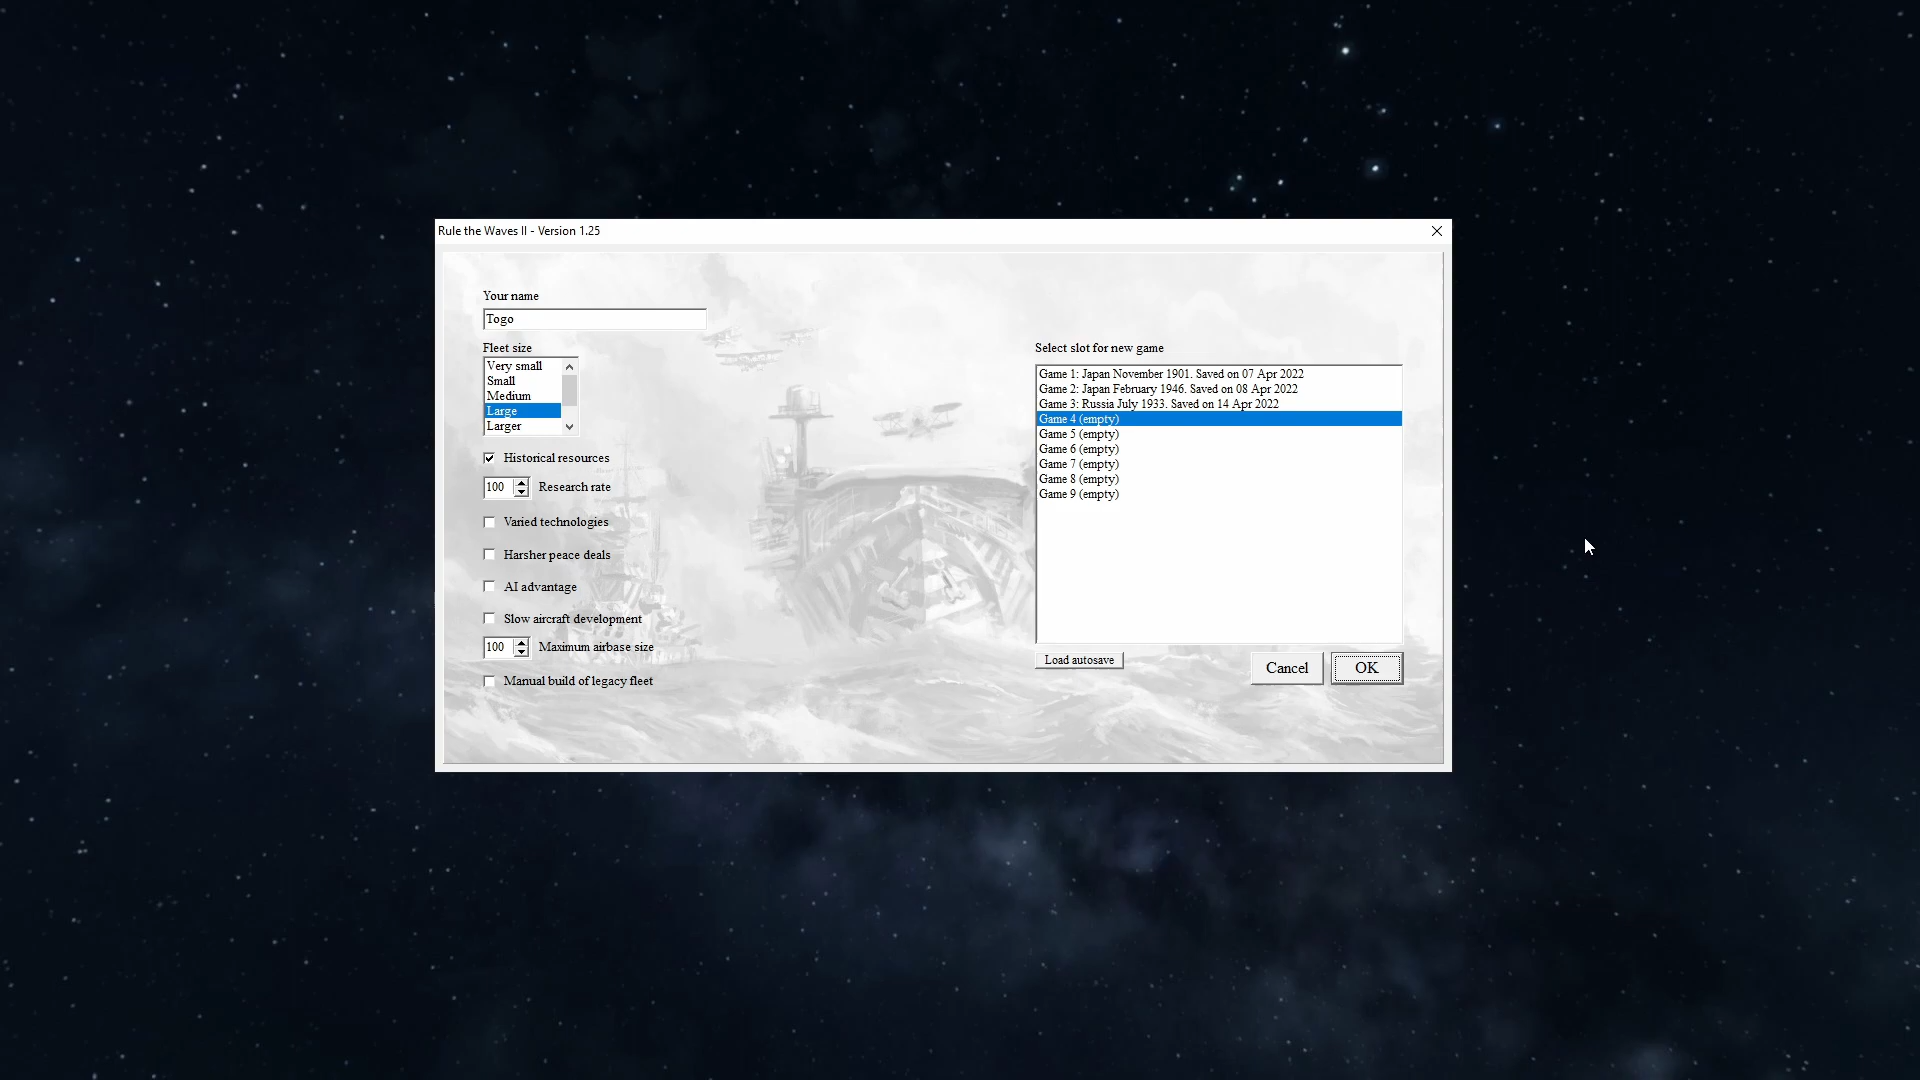 Rule the Waves II - Version 1.25
Your name
Togo
Fleet size
Very small
Small
Medium
Large
Larger
Historical resources
100 Research rate
Varied technologies
Harsher peace deals
AI advantage
Slow aircraft development
100 Maximum airbase size
Manual build of legacy fleet
Select slot for new game
Game 1: Japan November 1901. Saved on 07 Apr 2022
Game 2: Japan February 1946. Saved on 08 Apr 2022
Game 3: Russia July 1933. Saved on 14 Apr 2022
Game 4 (empty)
Game 5 (empty)
Game 6 (empty)
Game 7 (empty)
Game 8 (empty)
Game 9 (empty)
Load autosave
Cancel
OK